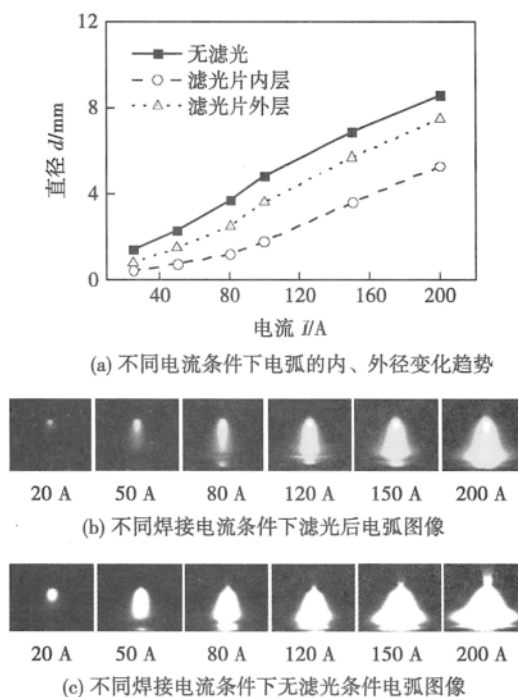 12
无滤光
滤光片内层
滤光片外层
8
4
0
直径 d/mm
40 80 120 160 200
电流 I/A
(a) 不同电流条件下电弧的内、外径变化趋势
20 A 50 A 80 A 120 A 150 A 200 A
(b) 不同焊接电流条件下滤光后电弧图像
20 A 50 A 80 A 120 A 150 A 200 A
(c) 不同焊接电流条件下无滤光条件电弧图像